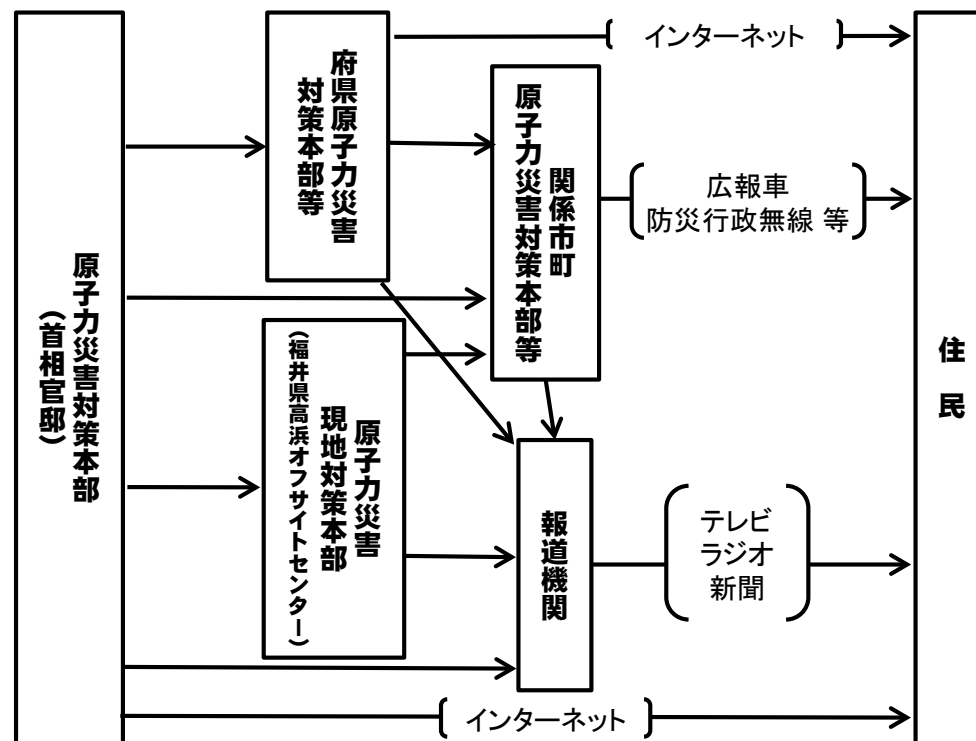 原子力災害対策本部
（首相官邸）
府県原子力災害
対策本部等
インターネット
関係市町
原子力災害対策本部等
広報車
防災行政無線 等
原子力災害
現地対策本部
（福井県高浜オフサイトセンター）
報道機関
テレビ
ラジオ
新聞
インターネット
住　民